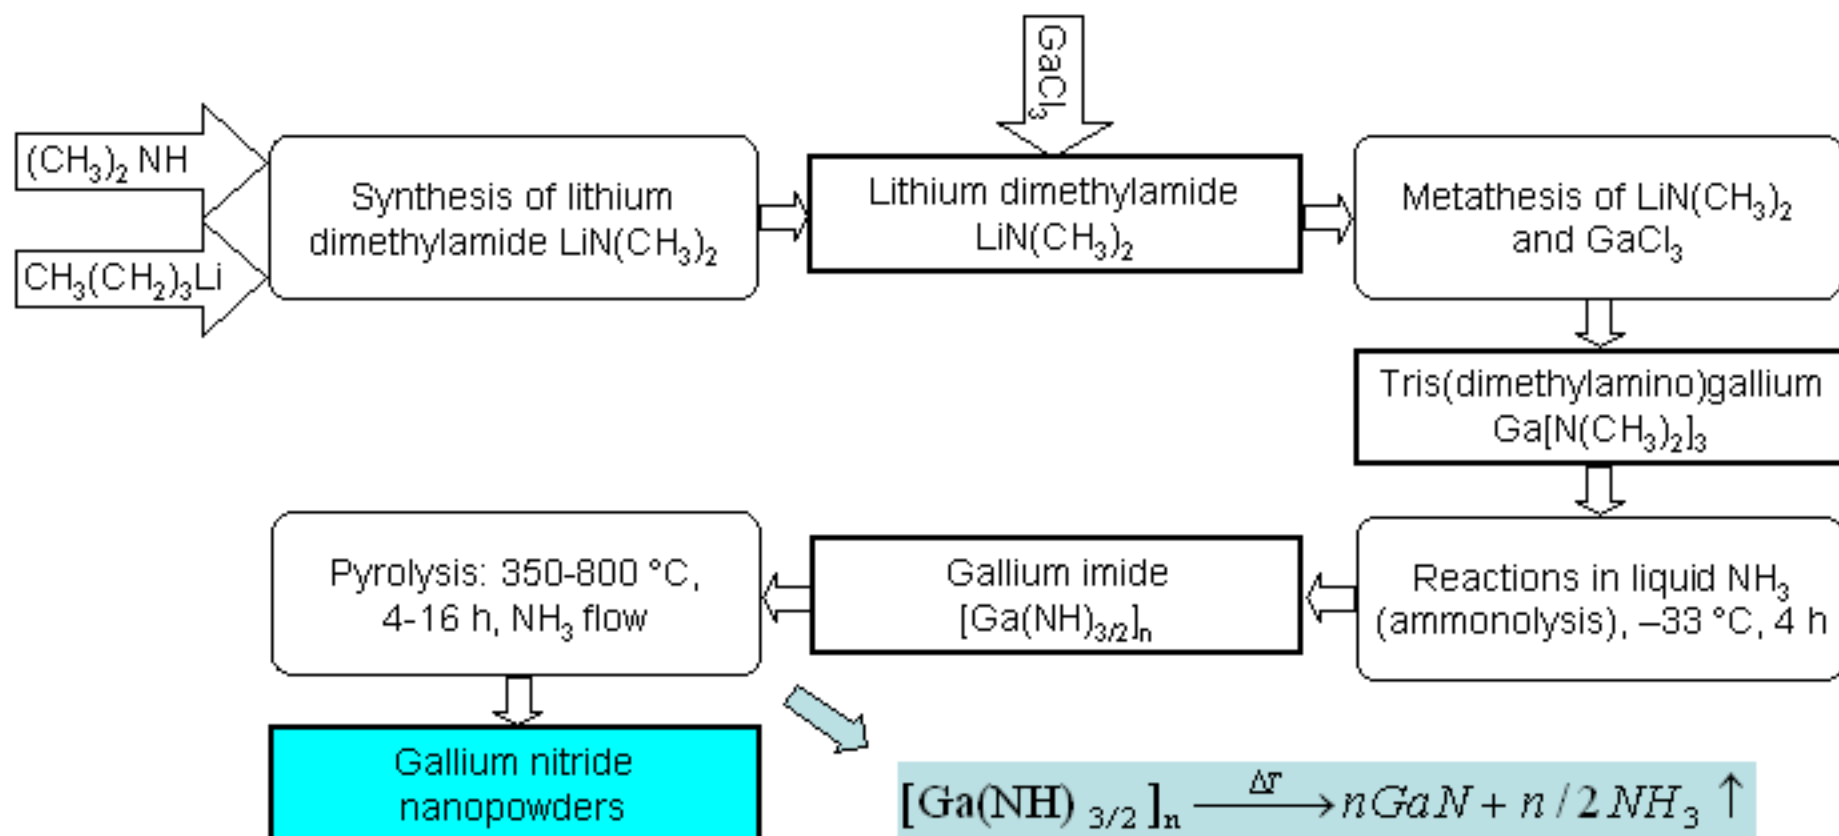 GaCl₃
(CH₃)₂ NH
CH₃(CH₂)₃Li
Synthesis of lithium
dimethylamide LiN(CH₃)₂
Lithium dimethylamide
LiN(CH₃)₂
Metathesis of LiN(CH₃)₂
and GaCl₃
Tris(dimethylamino)gallium
Ga[N(CH₃)₂]₃
Reactions in liquid NH₃
(ammonolysis), –33 °C, 4 h
Gallium imide
[Ga(NH)₃/₂]ₙ
Pyrolysis: 350-800 °C,
4-16 h, NH₃ flow
Gallium nitride
nanopowders
[Ga(NH) ₃/₂ ]ₙ —ΔT→ nGaN + n / 2 NH₃ ↑